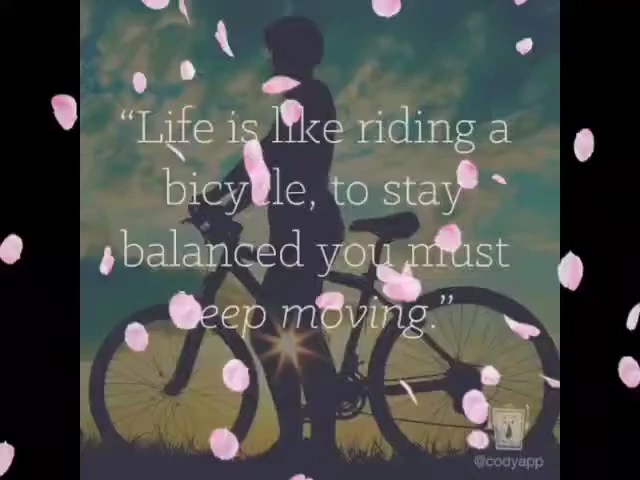 “Life is like riding a
bicycle, to stay
balanced you must
keep moving.”
@codyapp